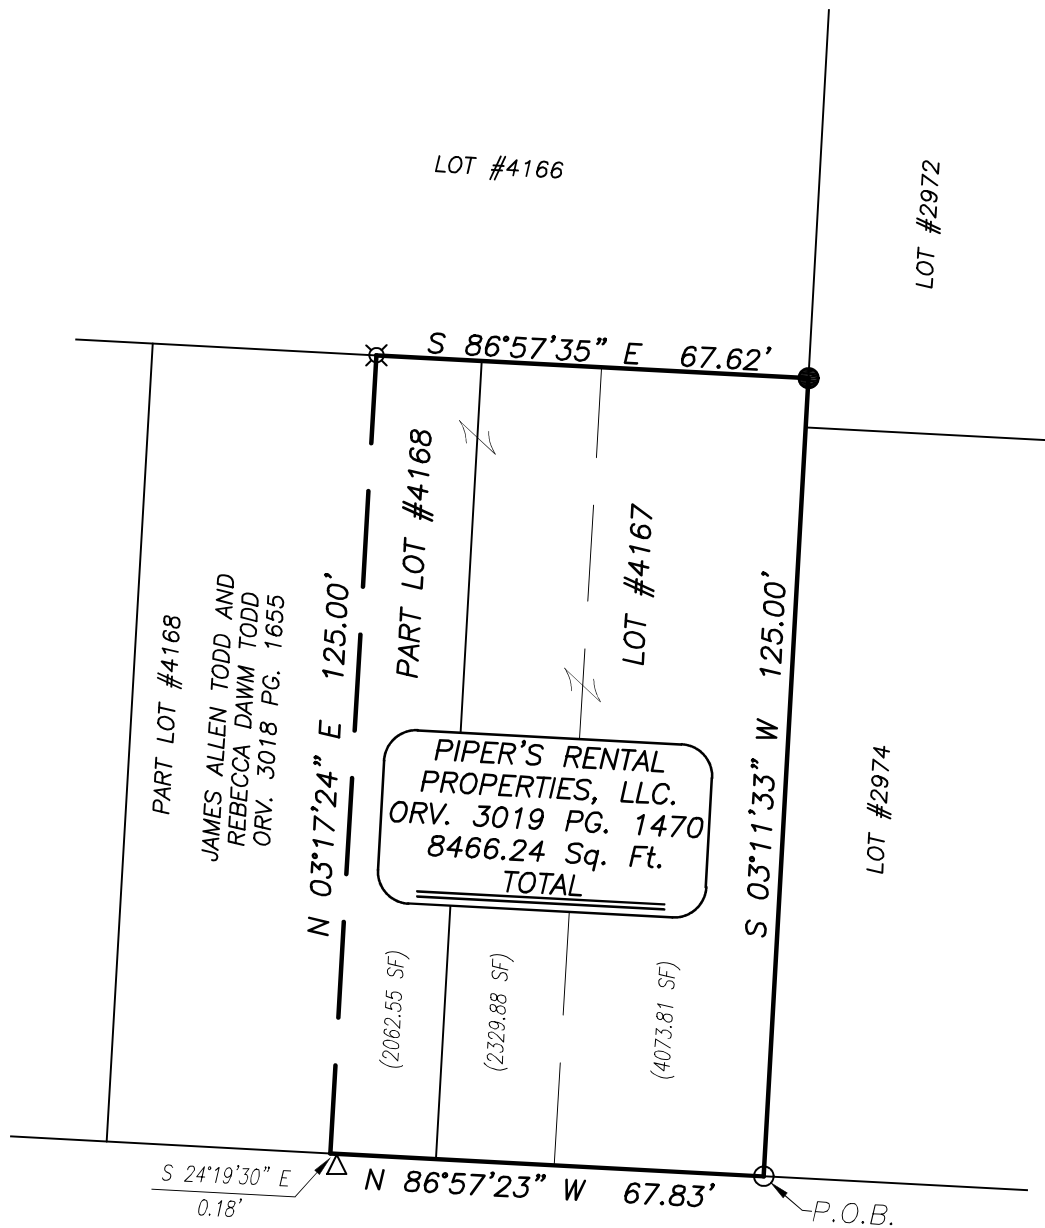 LOT #4166
LOT #2972
S 86°57'35" E 67.62'
PART LOT #4168
JAMES ALLEN TODD AND
REBECCA DAWM TODD
ORV. 3018 PG. 1655
N 03°17'24" E 125.00'
PART LOT #4168
LOT #4167
S 03°11'33" W 125.00'
LOT #2974
PIPER'S RENTAL
PROPERTIES, LLC.
ORV. 3019 PG. 1470
8466.24 Sq. Ft.
TOTAL
(2062.55 SF)
(2329.88 SF)
(4073.81 SF)
S 24°19'30" E
0.18'
N 86°57'23" W 67.83'
P.O.B.